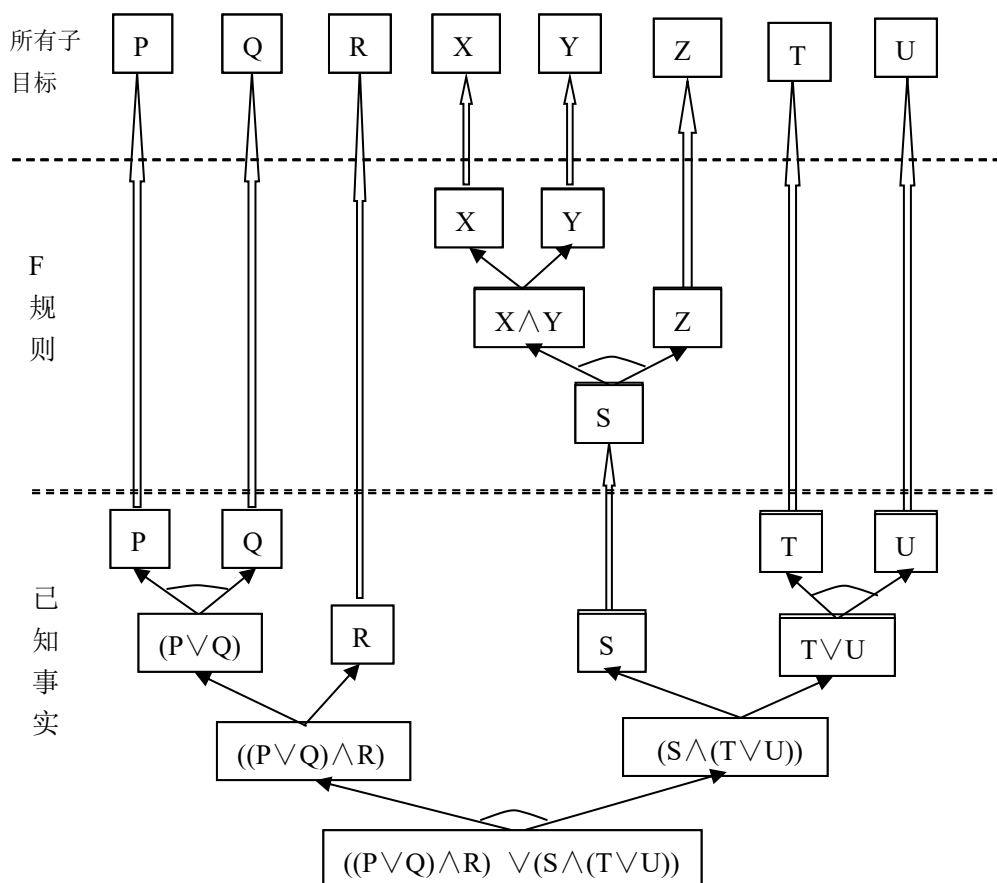 所有子
目标
P Q R X Y Z T U
X Y
F
规
则
X∧Y Z
S
P Q T U
已
知
事
实
(P∨Q) R S T∨U
((P∨Q)∧R) (S∧(T∨U))
((P∨Q)∧R) ∨(S∧(T∨U))